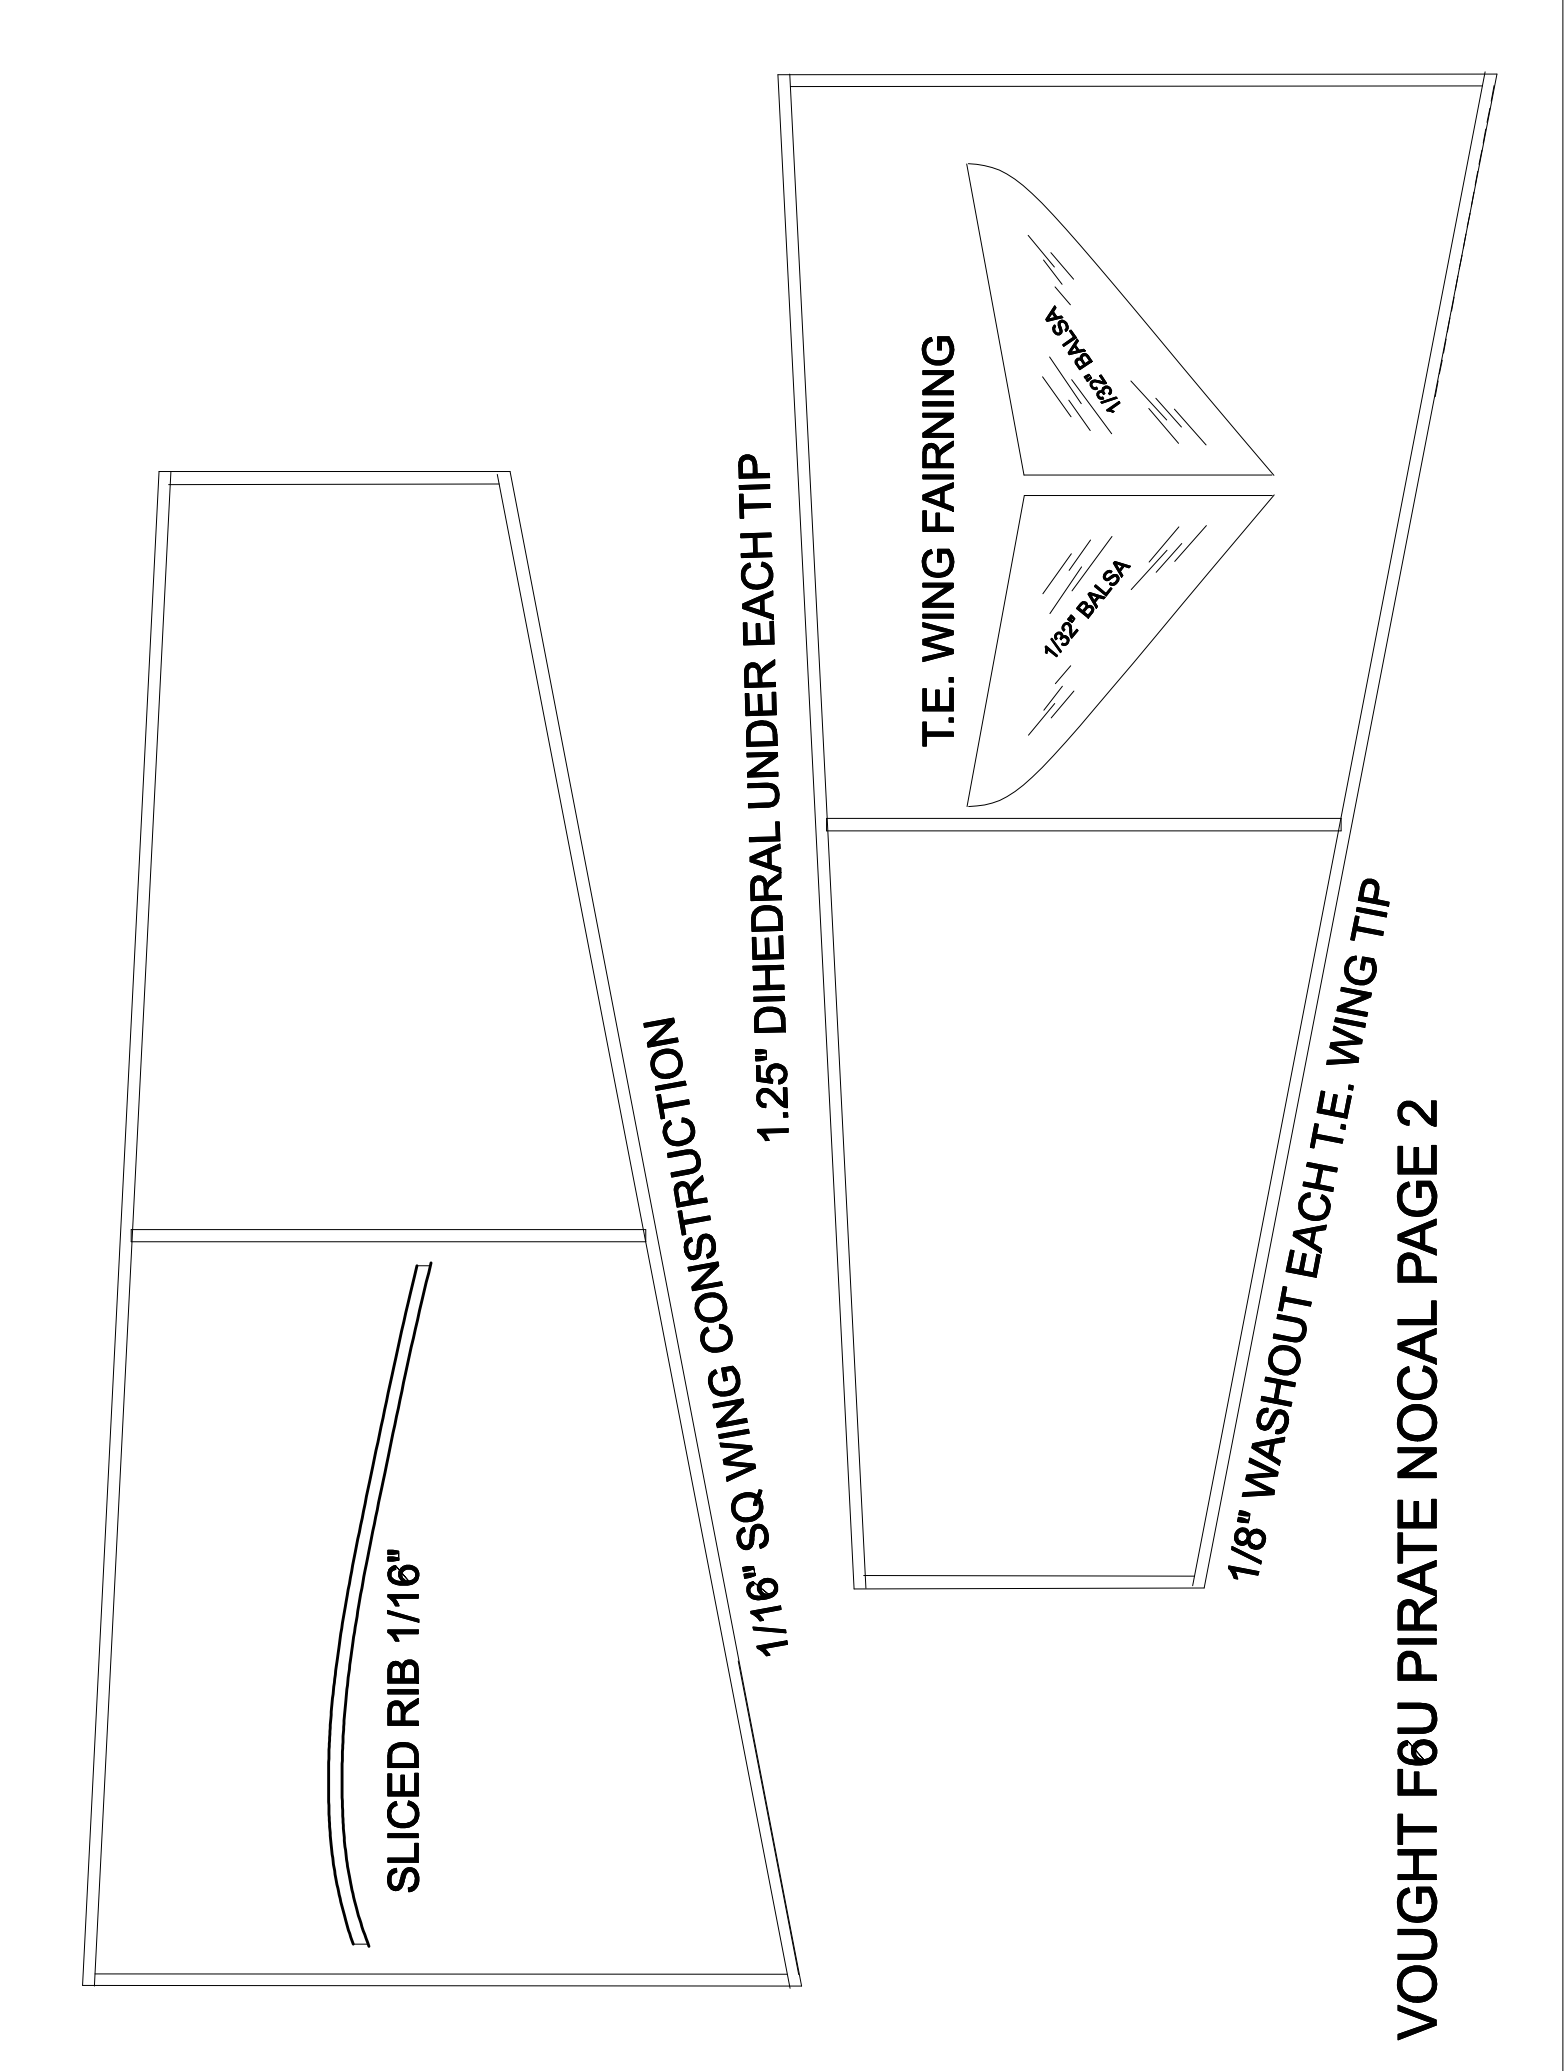 SLICED RIB 1/16"
1/16" SQ WING CONSTRUCTION
1.25" DIHEDRAL UNDER EACH TIP
T.E. WING FAIRNING
1/32" BALSA
1/32" BALSA
1/8" WASHOUT EACH T.E. WING TIP
VOUGHT F6U PIRATE NOCAL PAGE 2